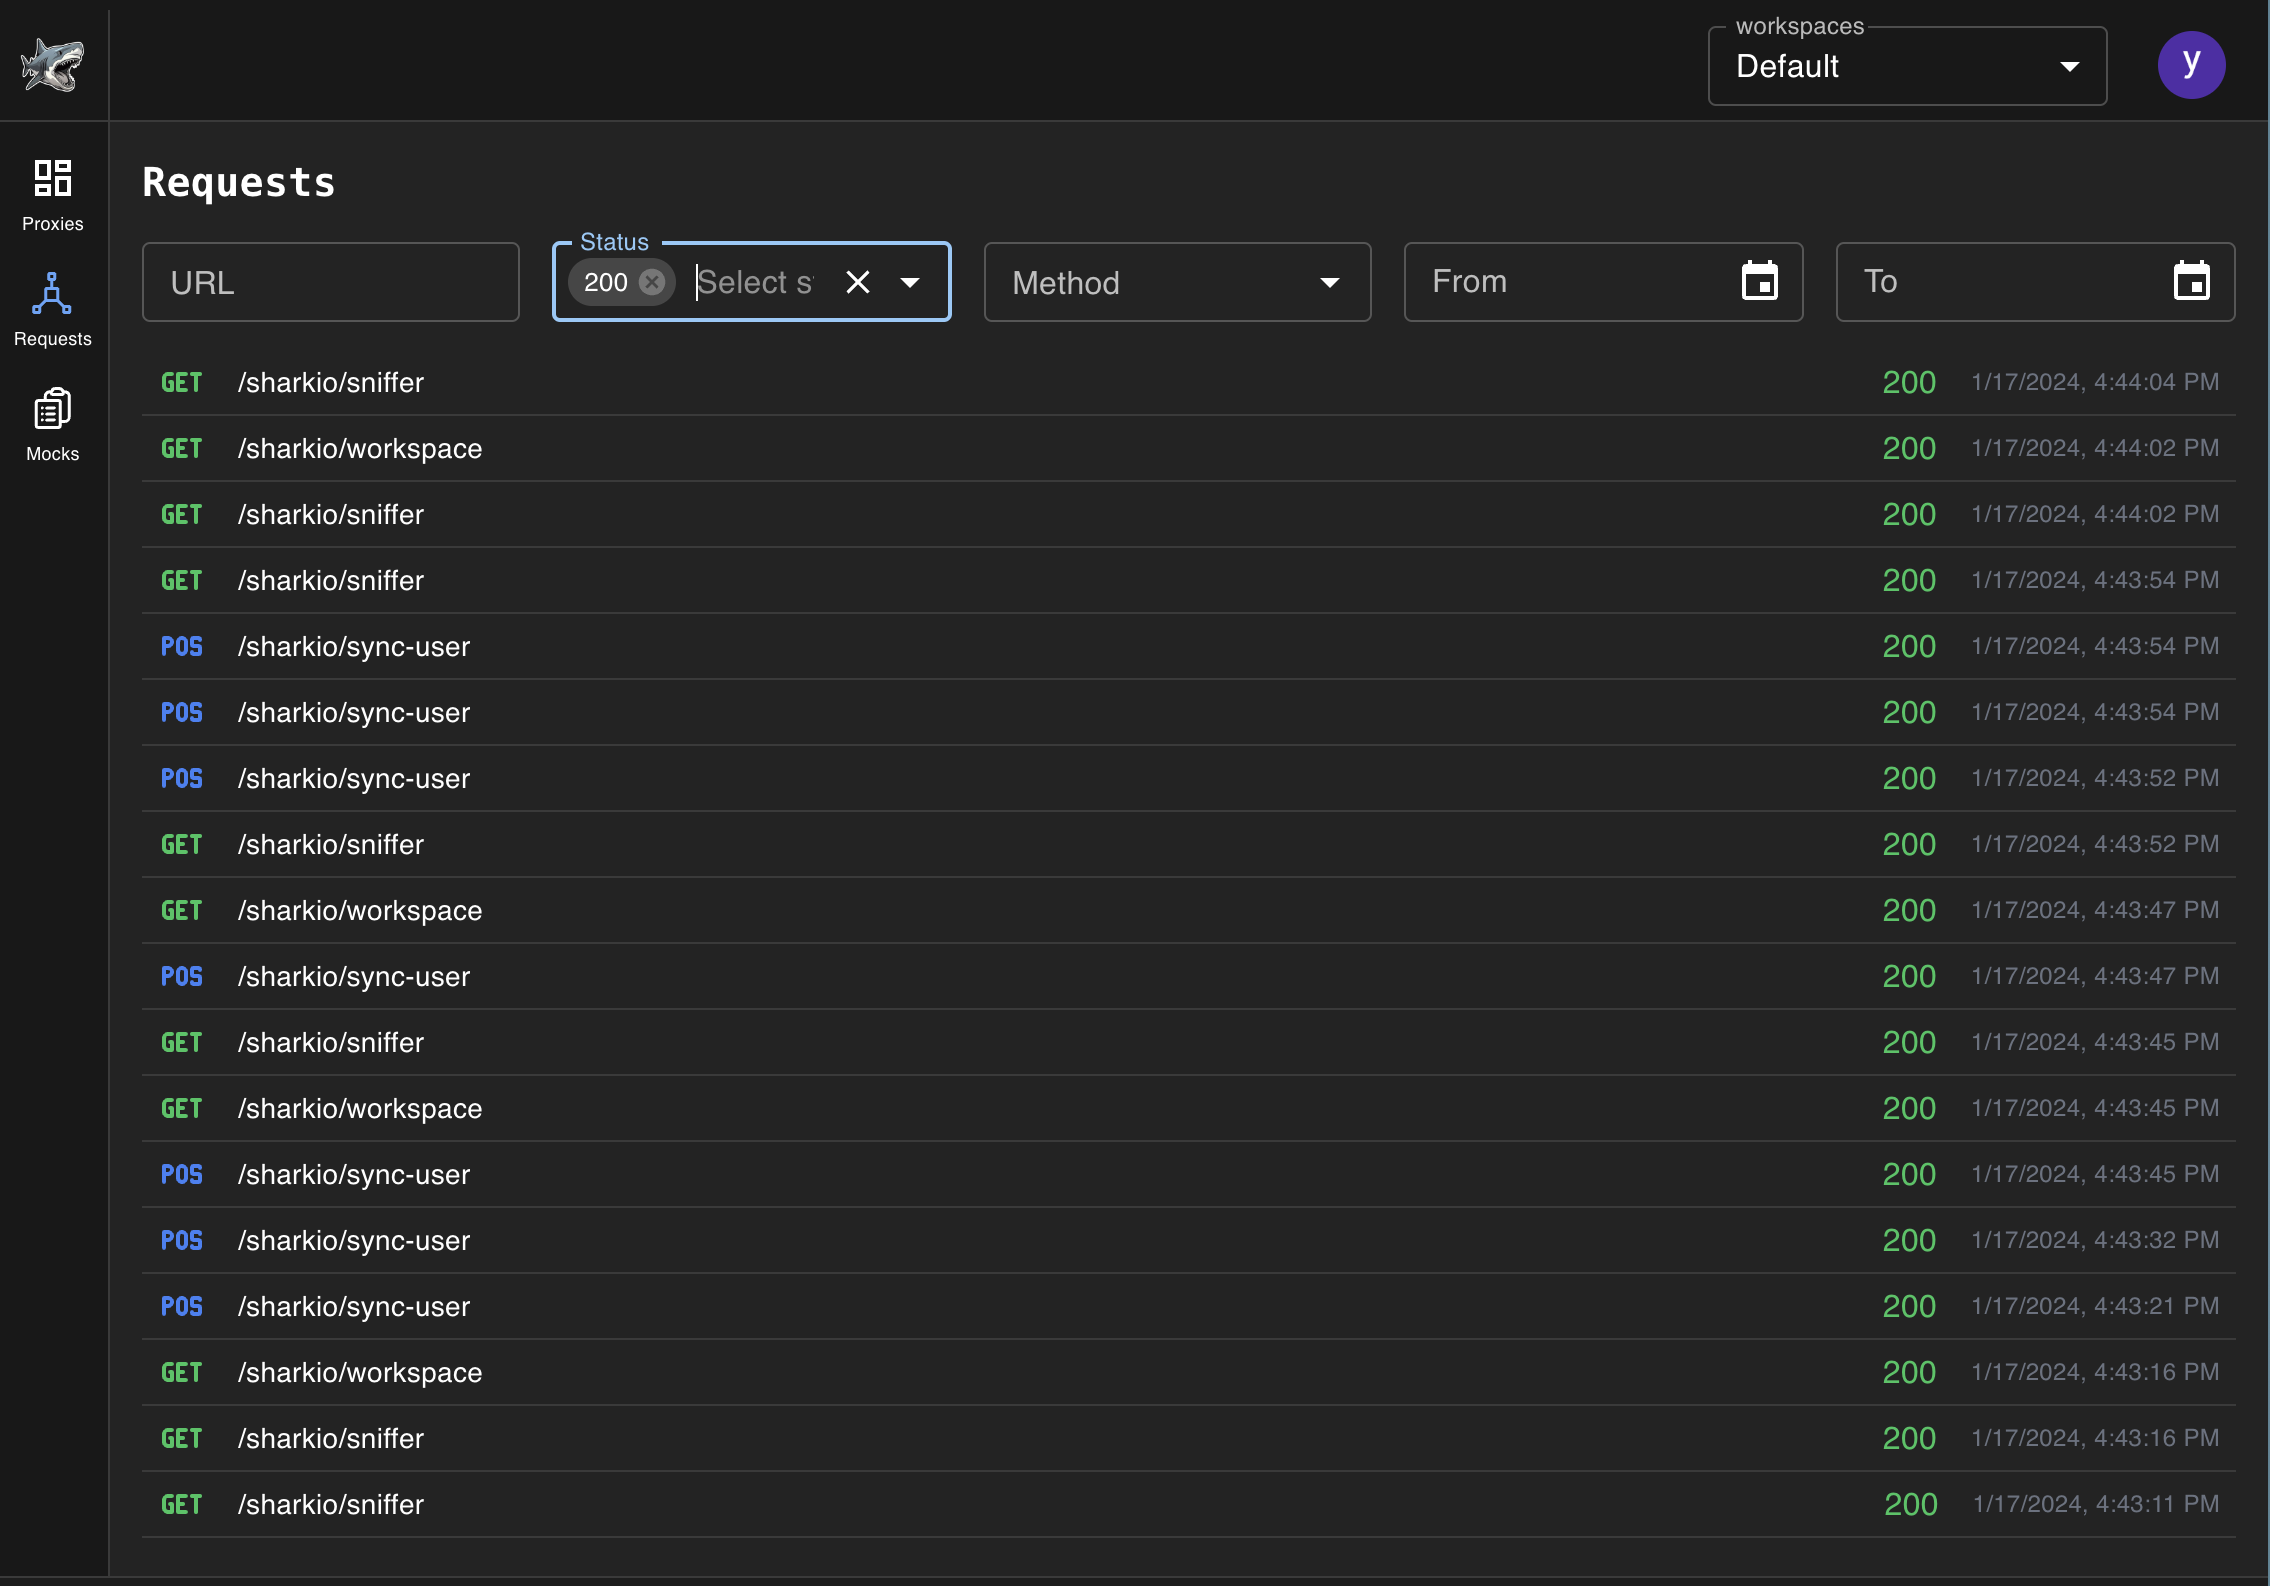 workspaces
Default
y
Proxies
Requests
Mocks
Requests
URL
Status
200 Select s
Method
From
To
GET /sharkio/sniffer 200 1/17/2024, 4:44:04 PM
GET /sharkio/workspace 200 1/17/2024, 4:44:02 PM
GET /sharkio/sniffer 200 1/17/2024, 4:44:02 PM
GET /sharkio/sniffer 200 1/17/2024, 4:43:54 PM
POS /sharkio/sync-user 200 1/17/2024, 4:43:54 PM
POS /sharkio/sync-user 200 1/17/2024, 4:43:54 PM
POS /sharkio/sync-user 200 1/17/2024, 4:43:52 PM
GET /sharkio/sniffer 200 1/17/2024, 4:43:52 PM
GET /sharkio/workspace 200 1/17/2024, 4:43:47 PM
POS /sharkio/sync-user 200 1/17/2024, 4:43:47 PM
GET /sharkio/sniffer 200 1/17/2024, 4:43:45 PM
GET /sharkio/workspace 200 1/17/2024, 4:43:45 PM
POS /sharkio/sync-user 200 1/17/2024, 4:43:45 PM
POS /sharkio/sync-user 200 1/17/2024, 4:43:32 PM
POS /sharkio/sync-user 200 1/17/2024, 4:43:21 PM
GET /sharkio/workspace 200 1/17/2024, 4:43:16 PM
GET /sharkio/sniffer 200 1/17/2024, 4:43:16 PM
GET /sharkio/sniffer 200 1/17/2024, 4:43:11 PM